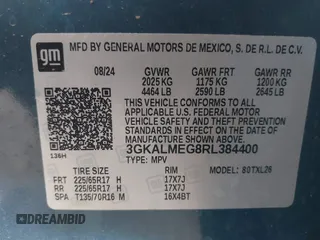 gm
MFD BY GENERAL MOTORS DE MEXICO, S. DE R.L. DE C.V.
08/24 GVWR GAWR FRT GAWR RR
2025 KG 1175 KG 1200 KG
4464 LB 2590 LB 2645 LB
THIS VEHICLE CONFORMS TO ALL APPLICABLE U.S. FEDERAL MOTOR
VEHICLE SAFETY AND THEFT PREVENTION STANDARDS IN EFFECT
ON THE DATE OF MANUFACTURE SHOWN ABOVE.
3GKALMEG8RL384400
TYPE: MPV MODEL:
TIRE RIM
FRT 225/65R17 H 17X7J
RR 225/65R17 H 17X7J
SPA T135/70R16 M 16X4BT
DREAMBID